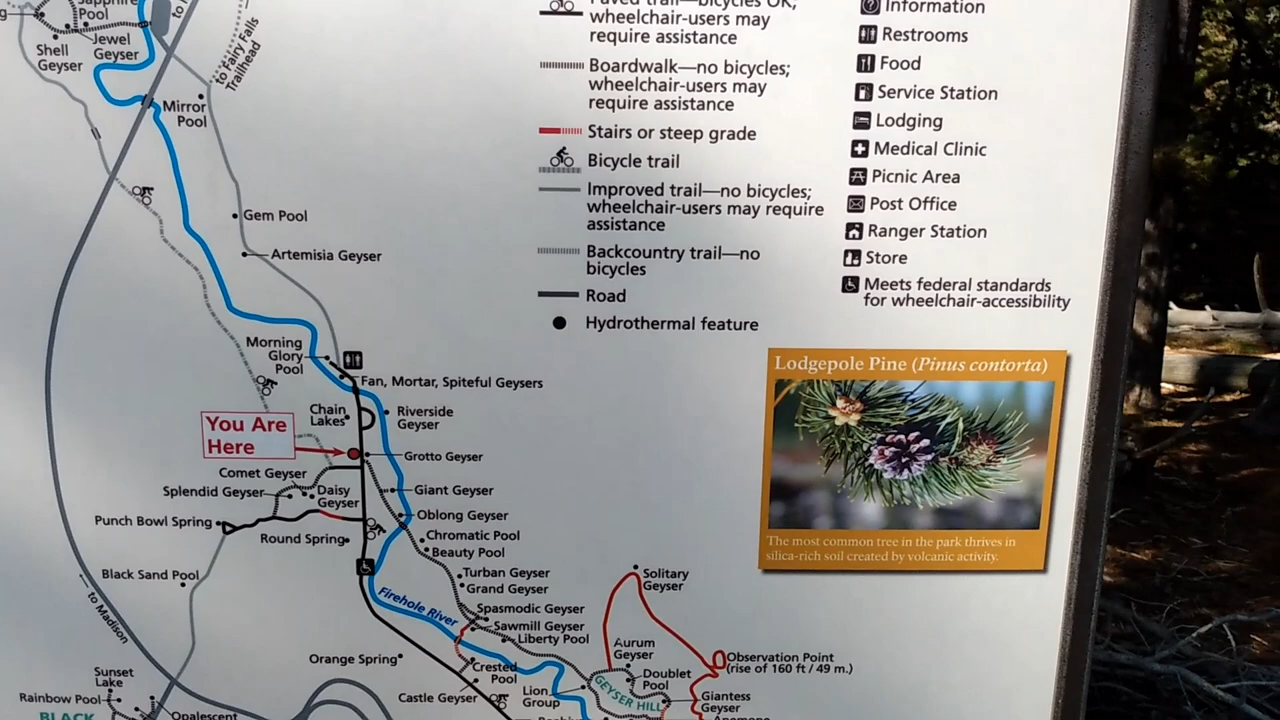 Sapphire
Pool
to
Shell
Geyser
Jewel
Geyser
to Fairy Falls
Trailhead
Mirror
Pool
Gem Pool
Artemisia Geyser
Morning
Glory
Pool
Fan, Mortar, Spiteful Geysers
Chain
Lakes
Riverside
Geyser
You Are
Here
Grotto Geyser
Comet Geyser
Splendid Geyser
Daisy
Geyser
Giant Geyser
Punch Bowl Spring
Oblong Geyser
Round Spring
Chromatic Pool
Beauty Pool
Black Sand Pool
Turban Geyser
Grand Geyser
Solitary
Geyser
to Madison
Firehole River
Spasmodic Geyser
Sawmill Geyser
Liberty Pool
Aurum
Geyser
Observation Point
(rise of 160 ft / 49 m.)
Orange Spring
Crested
Pool
Doublet
Pool
Sunset
Lake
Castle Geyser
Lion
Group
GEYSER HILL
Giantess
Geyser
Rainbow Pool
BLACK
Opalescent
Paved trail—bicycles OK;
wheelchair-users may
require assistance
Boardwalk—no bicycles;
wheelchair-users may
require assistance
Stairs or steep grade
Bicycle trail
Improved trail—no bicycles;
wheelchair-users may require
assistance
Backcountry trail—no
bicycles
Road
Hydrothermal feature
Information
Restrooms
Food
Service Station
Lodging
Medical Clinic
Picnic Area
Post Office
Ranger Station
Store
Meets federal standards
for wheelchair-accessibility
Lodgepole Pine (Pinus contorta)
The most common tree in the park thrives in
silica-rich soil created by volcanic activity.